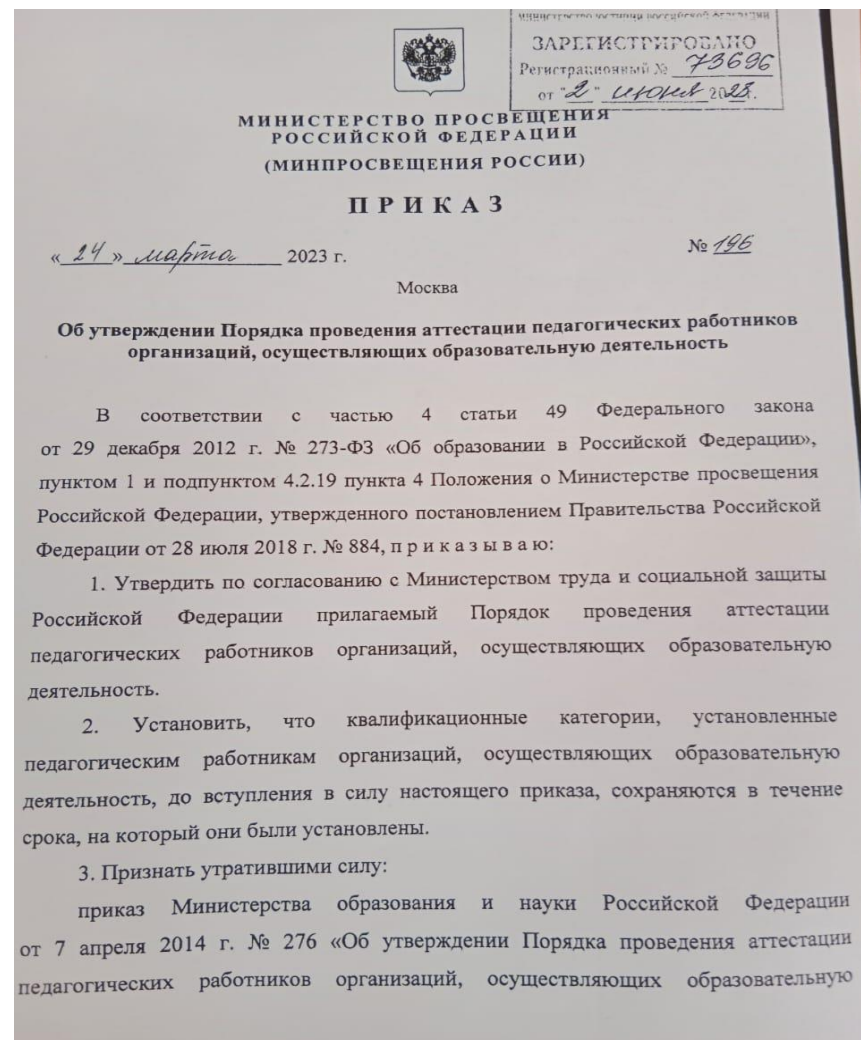 ЗАРЕГИСТРИРОВАНО
Регистрационный № 73696
от "2" июня 2023г.
МИНИСТЕРСТВО ПРОСВЕЩЕНИЯ
РОССИЙСКОЙ ФЕДЕРАЦИИ
(МИНПРОСВЕЩЕНИЯ РОССИИ)
ПРИКАЗ
«24» марта 2023 г.
№ 196
Москва
Об утверждении Порядка проведения аттестации педагогических работников
организаций, осуществляющих образовательную деятельность
В соответствии с частью 4 статьи 49 Федерального закона
от 29 декабря 2012 г. № 273-ФЗ «Об образовании в Российской Федерации»,
пунктом 1 и подпунктом 4.2.19 пункта 4 Положения о Министерстве просвещения
Российской Федерации, утвержденного постановлением Правительства Российской
Федерации от 28 июля 2018 г. № 884, п р и к а з ы в а ю:
1. Утвердить по согласованию с Министерством труда и социальной защиты
Российской Федерации прилагаемый Порядок проведения аттестации
педагогических работников организаций, осуществляющих образовательную
деятельность.
2. Установить, что квалификационные категории, установленные
педагогическим работникам организаций, осуществляющих образовательную
деятельность, до вступления в силу настоящего приказа, сохраняются в течение
срока, на который они были установлены.
3. Признать утратившими силу:
приказ Министерства образования и науки Российской Федерации
от 7 апреля 2014 г. № 276 «Об утверждении Порядка проведения аттестации
педагогических работников организаций, осуществляющих образовательную